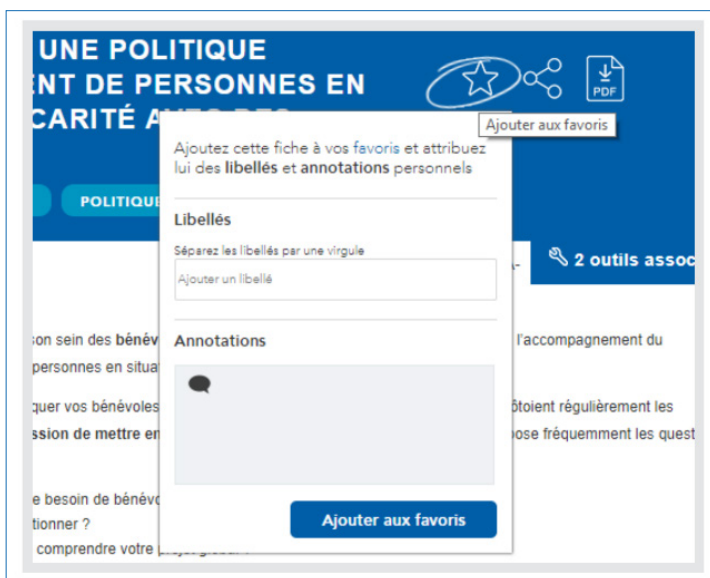 UNE POLITIQUE
ENT DE PERSONNES EN
CARITÉ A
PDF
Ajouter aux favoris
Ajoutez cette fiche à vos favoris et attribuez
lui des libellés et annotations personnels
POLITIQUE
Libellés
Séparez les libellés par une virgule
Ajouter un libellé
2 outils assoc
son sein des bénév
l'accompagnement du
personnes en situa
Annotations
quer vos bénévoles
ôtoient régulièrement les
ssion de mettre en
ose fréquemment les quest
e besoin de bénévo
tionner ?
comprendre votre
Ajouter aux favoris